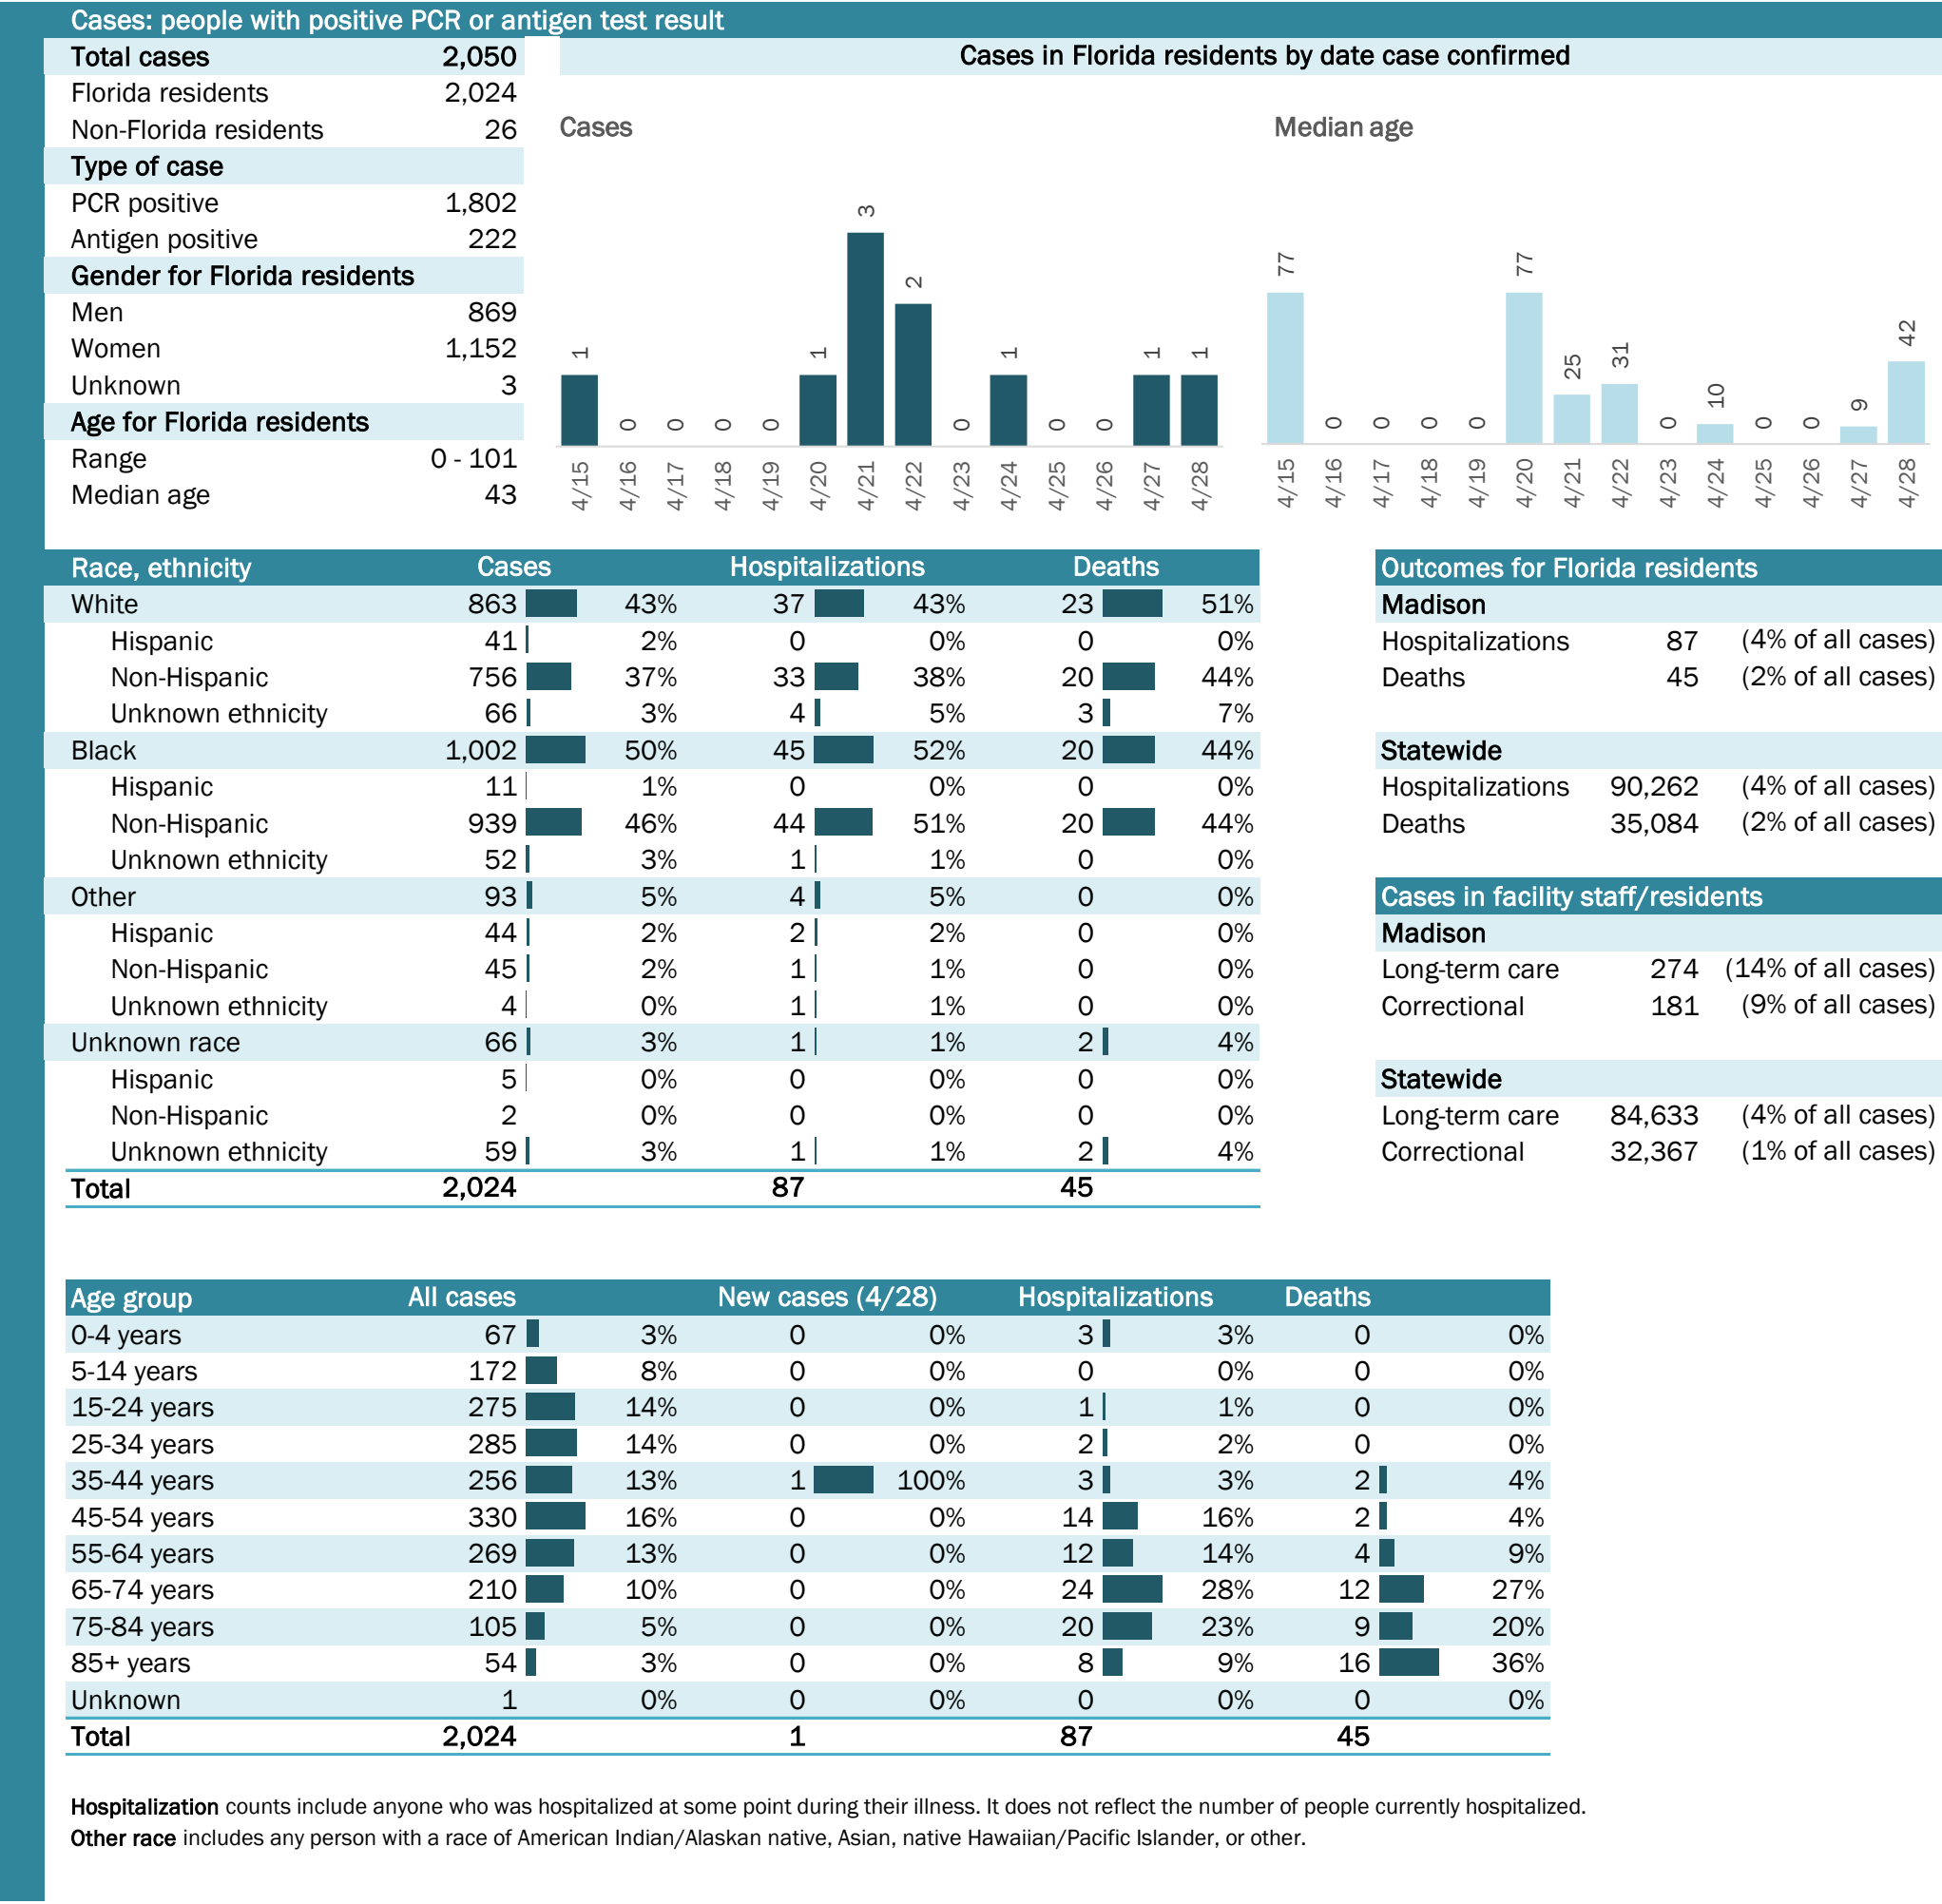 Cases: people with positive PCR or antigen test result
Total cases 2,050
Florida residents 2,024
Non-Florida residents 26
Type of case
PCR positive 1,802
Antigen positive 222
Gender for Florida residents
Men 869
Women 1,152
Unknown 3
Age for Florida residents
Range 0 - 101
Median age 43
Cases in Florida residents by date case confirmed
Cases
1 0 0 0 0 1 3 2 0 1 0 0 1 1
4/15 4/16 4/17 4/18 4/19 4/20 4/21 4/22 4/23 4/24 4/25 4/26 4/27 4/28
Median age
77 0 0 0 0 77 25 31 0 10 0 0 9 42
4/15 4/16 4/17 4/18 4/19 4/20 4/21 4/22 4/23 4/24 4/25 4/26 4/27 4/28
Race, ethnicity Cases Hospitalizations Deaths
White 863 43% 37 43% 23 51%
Hispanic 41 2% 0 0% 0 0%
Non-Hispanic 756 37% 33 38% 20 44%
Unknown ethnicity 66 3% 4 5% 3 7%
Black 1,002 50% 45 52% 20 44%
Hispanic 11 1% 0 0% 0 0%
Non-Hispanic 939 46% 44 51% 20 44%
Unknown ethnicity 52 3% 1 1% 0 0%
Other 93 5% 4 5% 0 0%
Hispanic 44 2% 2 2% 0 0%
Non-Hispanic 45 2% 1 1% 0 0%
Unknown ethnicity 4 0% 1 1% 0 0%
Unknown race 66 3% 1 1% 2 4%
Hispanic 5 0% 0 0% 0 0%
Non-Hispanic 2 0% 0 0% 0 0%
Unknown ethnicity 59 3% 1 1% 2 4%
Total 2,024 87 45
Outcomes for Florida residents
Madison
Hospitalizations 87 (4% of all cases)
Deaths 45 (2% of all cases)
Statewide
Hospitalizations 90,262 (4% of all cases)
Deaths 35,084 (2% of all cases)
Cases in facility staff/residents
Madison
Long-term care 274 (14% of all cases)
Correctional 181 (9% of all cases)
Statewide
Long-term care 84,633 (4% of all cases)
Correctional 32,367 (1% of all cases)
Age group All cases New cases (4/28) Hospitalizations Deaths
0-4 years 67 3% 0 0% 3 3% 0 0%
5-14 years 172 8% 0 0% 0 0% 0 0%
15-24 years 275 14% 0 0% 1 1% 0 0%
25-34 years 285 14% 0 0% 2 2% 0 0%
35-44 years 256 13% 1 100% 3 3% 2 4%
45-54 years 330 16% 0 0% 14 16% 2 4%
55-64 years 269 13% 0 0% 12 14% 4 9%
65-74 years 210 10% 0 0% 24 28% 12 27%
75-84 years 105 5% 0 0% 20 23% 9 20%
85+ years 54 3% 0 0% 8 9% 16 36%
Unknown 1 0% 0 0% 0 0% 0 0%
Total 2,024 1 87 45
Hospitalization counts include anyone who was hospitalized at some point during their illness. It does not reflect the number of people currently hospitalized.
Other race includes any person with a race of American Indian/Alaskan native, Asian, native Hawaiian/Pacific Islander, or other.